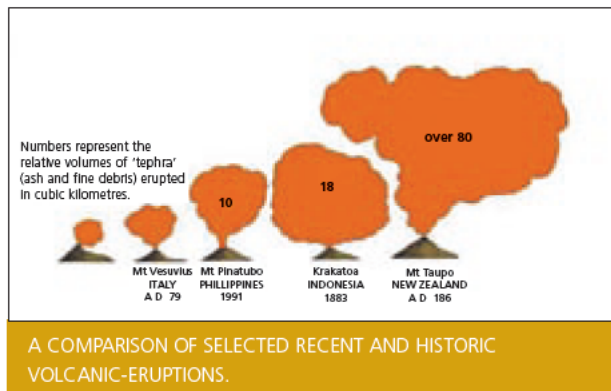 Numbers represent the
relative volumes of 'tephra'
(ash and fine debris) erupted
in cubic kilometres.
10
18
over 80
Mt Vesuvius
ITALY
A D 79
Mt Pinatubo
PHILLIPPINES
1991
Krakatoa
INDONESIA
1883
Mt Taupo
NEW ZEALAND
A D 186
A COMPARISON OF SELECTED RECENT AND HISTORIC
VOLCANIC-ERUPTIONS.